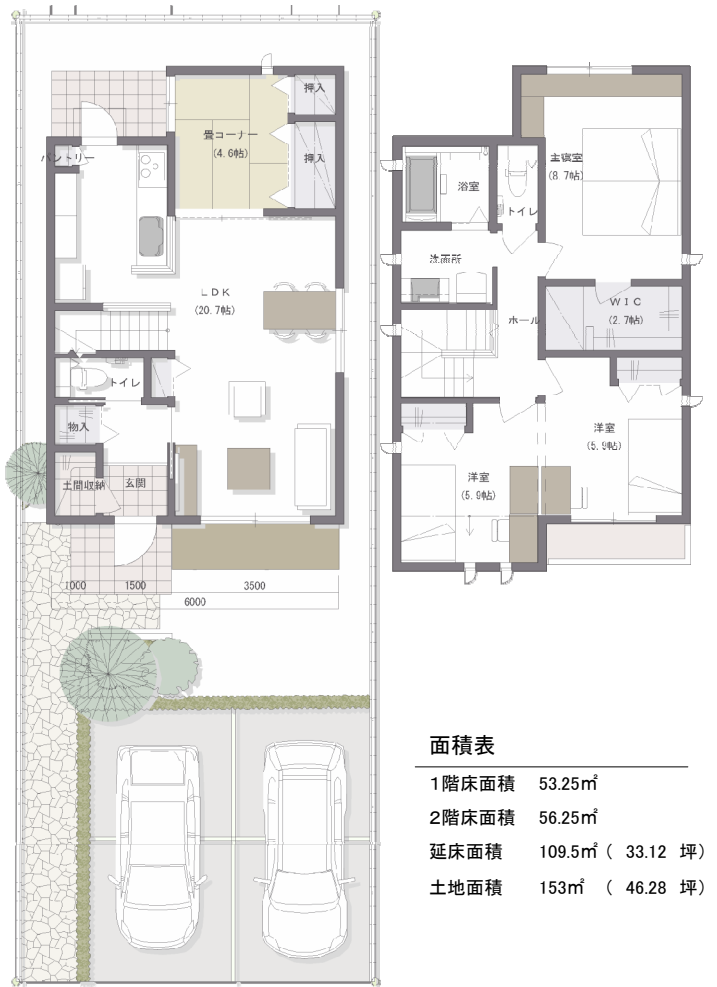 押入
畳コーナー
(4.6帖)
パントリー
押入
LDK
(20.7帖)
トイレ
物入
土間収納
玄関
1000
1500
3500
6000
主寝室
(8.7帖)
浴室
トイレ
洗面所
WIC
(2.7帖)
ホール
洋室
(5.9帖)
洋室
(5.9帖)
面積表
1階床面積 53.25㎡
2階床面積 56.25㎡
延床面積 109.5㎡( 33.12 坪)
土地面積 153㎡ ( 46.28 坪)